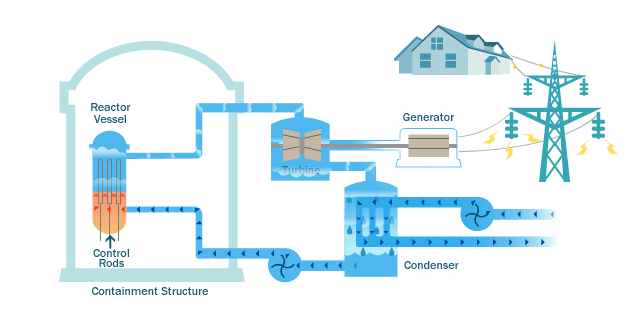 Reactor
Vessel
Generator
Turbine
Control
Rods
Condenser
Containment Structure